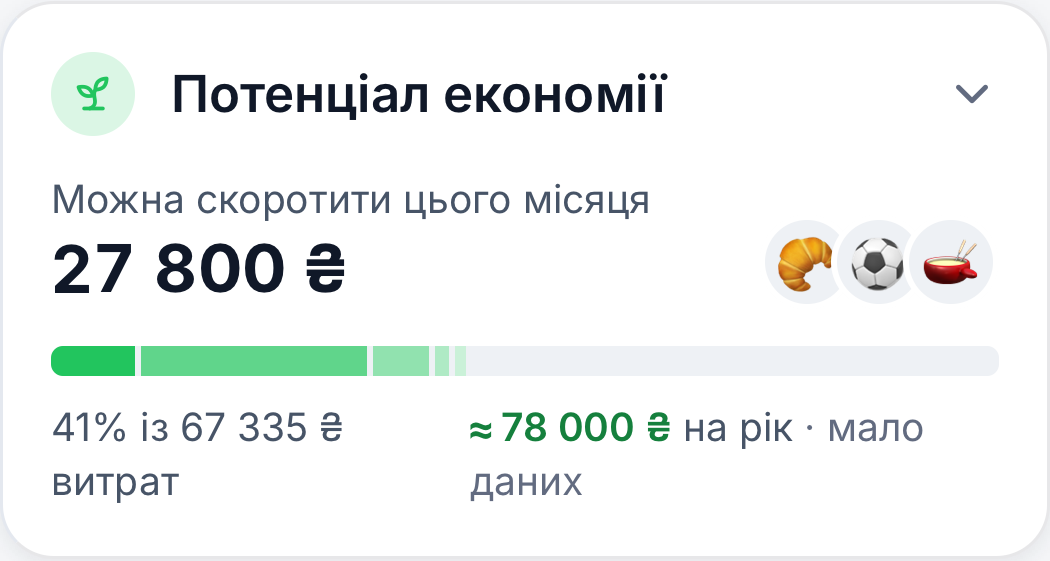 Потенціал економії
Можна скоротити цього місяця
27 800 ₴
41% із 67 335 ₴
витрат
≈ 78 000 ₴ на рік · мало
даних